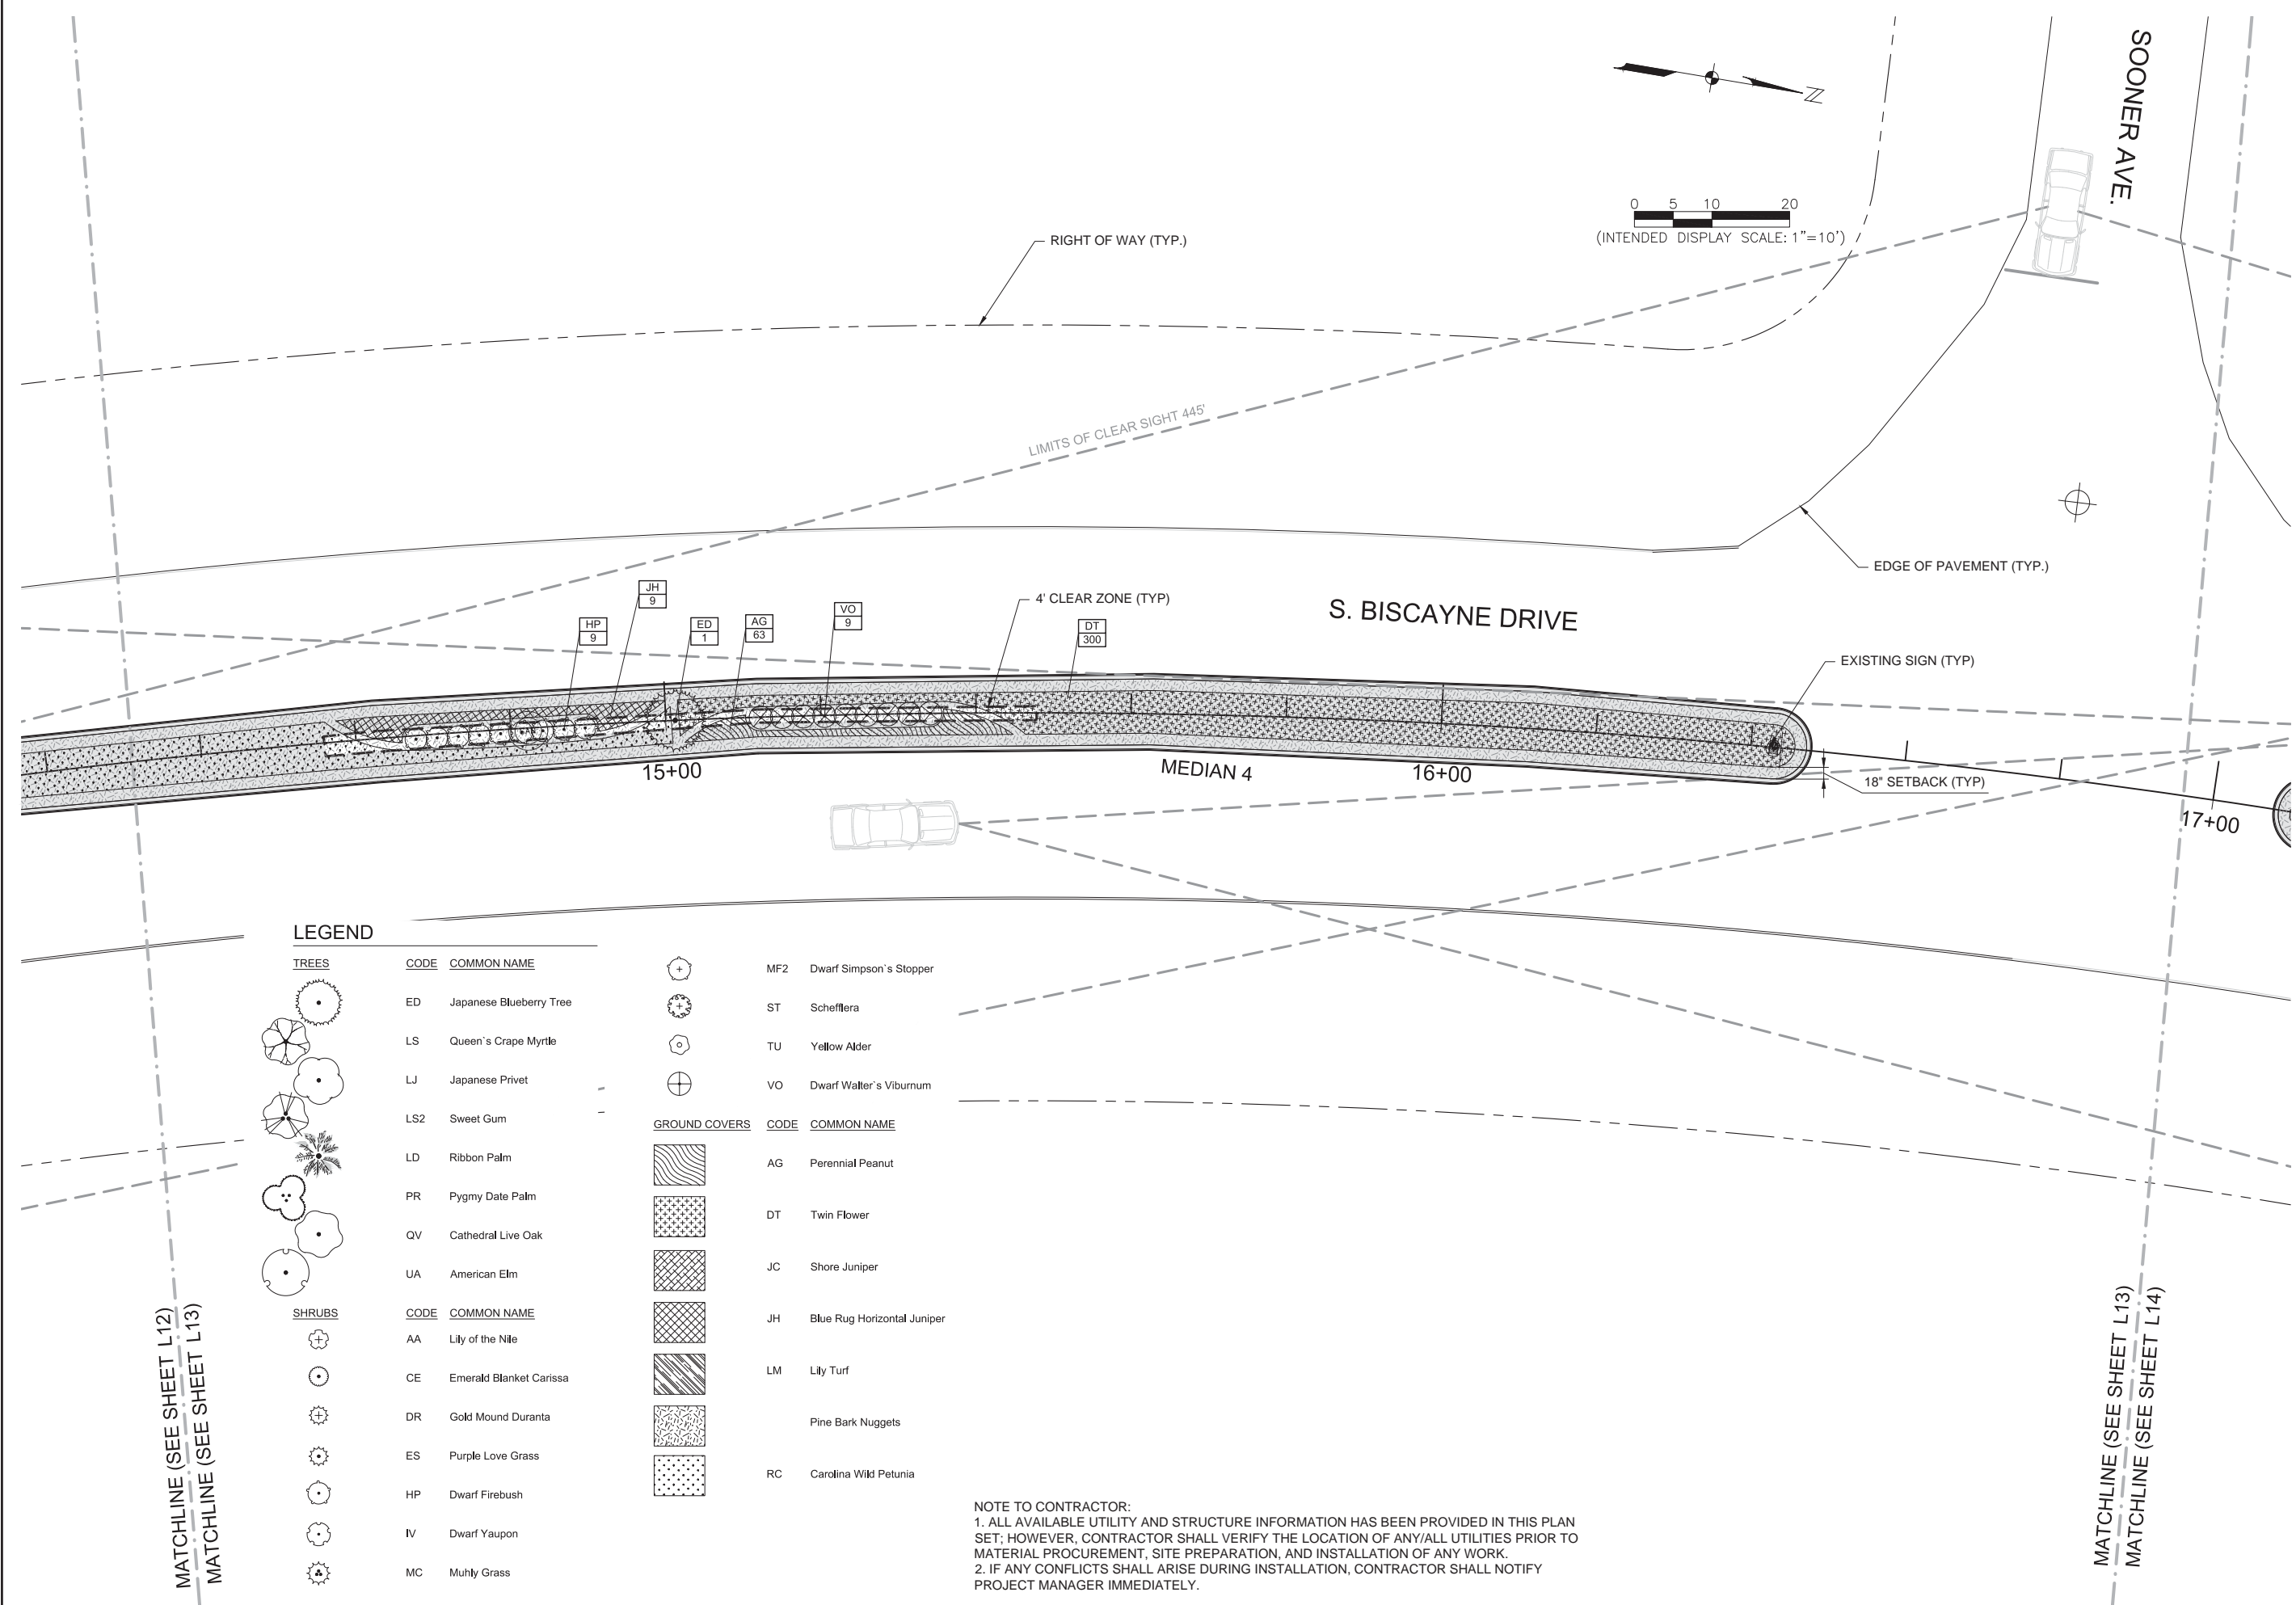 SOONER AVE.
N
0 5 10 20
(INTENDED DISPLAY SCALE: 1"=10')
RIGHT OF WAY (TYP.)
LIMITS OF CLEAR SIGHT 445'
EDGE OF PAVEMENT (TYP.)
JH
9
HP
9
ED
1
AG
63
VO
9
4' CLEAR ZONE (TYP)
DT
300
S. BISCAYNE DRIVE
EXISTING SIGN (TYP)
15+00
MEDIAN 4
16+00
18" SETBACK (TYP)
17+00
LEGEND
TREES CODE COMMON NAME
ED Japanese Blueberry Tree
LS Queen`s Crape Myrtle
LJ Japanese Privet
LS2 Sweet Gum
LD Ribbon Palm
PR Pygmy Date Palm
QV Cathedral Live Oak
UA American Elm
SHRUBS CODE COMMON NAME
AA Lily of the Nile
CE Emerald Blanket Carissa
DR Gold Mound Duranta
ES Purple Love Grass
HP Dwarf Firebush
IV Dwarf Yaupon
MC Muhly Grass
MF2 Dwarf Simpson`s Stopper
ST Schefflera
TU Yellow Alder
VO Dwarf Walter`s Viburnum
GROUND COVERS CODE COMMON NAME
AG Perennial Peanut
DT Twin Flower
JC Shore Juniper
JH Blue Rug Horizontal Juniper
LM Lily Turf
Pine Bark Nuggets
RC Carolina Wild Petunia
NOTE TO CONTRACTOR:
1. ALL AVAILABLE UTILITY AND STRUCTURE INFORMATION HAS BEEN PROVIDED IN THIS PLAN
SET; HOWEVER, CONTRACTOR SHALL VERIFY THE LOCATION OF ANY/ALL UTILITIES PRIOR TO
MATERIAL PROCUREMENT, SITE PREPARATION, AND INSTALLATION OF ANY WORK.
2. IF ANY CONFLICTS SHALL ARISE DURING INSTALLATION, CONTRACTOR SHALL NOTIFY
PROJECT MANAGER IMMEDIATELY.
MATCHLINE (SEE SHEET L12)
MATCHLINE (SEE SHEET L13)
MATCHLINE (SEE SHEET L13)
MATCHLINE (SEE SHEET L14)